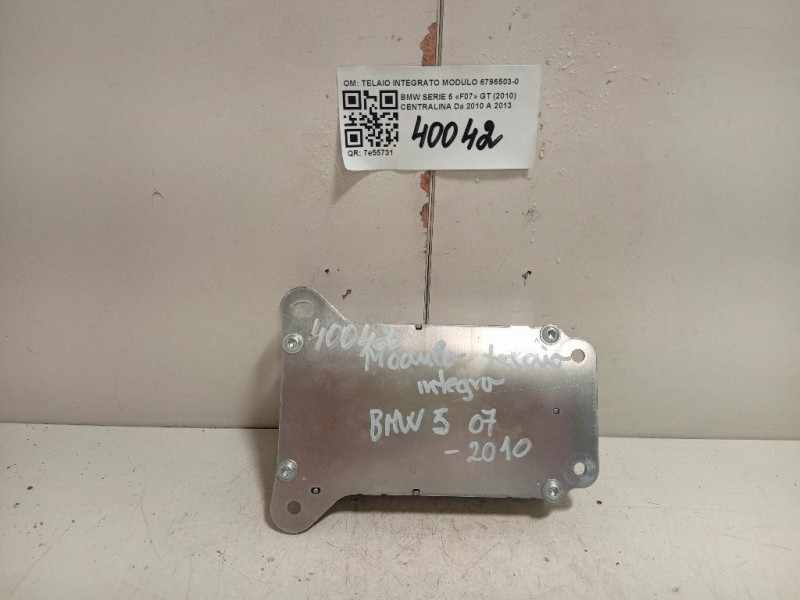 OM: TELAIO INTEGRATO MODULO 6796503-0
BMW SERIE 5 «F07» GT (2010)
CENTRALINA Da 2010 A 2013
40042
QR: 7e55731
40042
Modulo telaio
integra
BMW 5 07
-2010